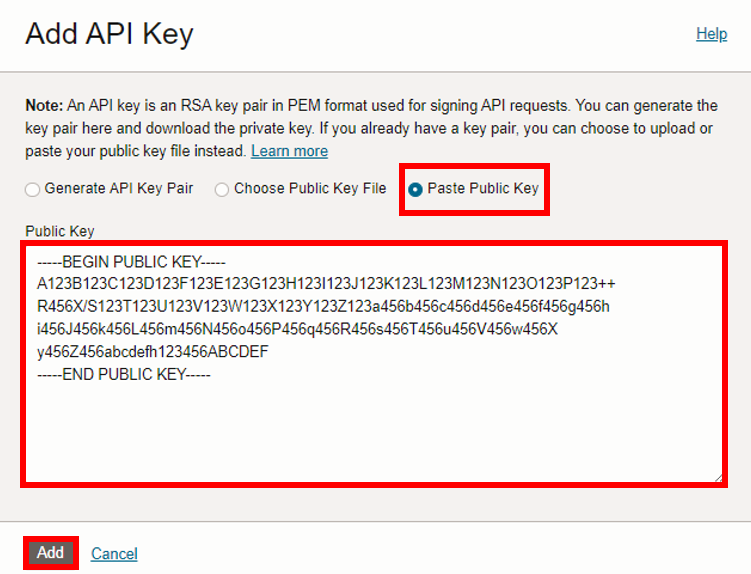 Add API Key
Help
Note: An API key is an RSA key pair in PEM format used for signing API requests. You can generate the
key pair here and download the private key. If you already have a key pair, you can choose to upload or
paste your public key file instead. Learn more
Generate API Key Pair Choose Public Key File Paste Public Key
Public Key
-----BEGIN PUBLIC KEY-----
A123B123C123D123F123E123G123H123I123J123K123L123M123N123O123P123++
R456X/S123T123U123V123W123X123Y123Z123a456b456c456d456e456f456g456h
i456J456k456L456m456N456o456P456q456R456s456T456u456V456w456X
y456Z456abcdefh123456ABCDEF
-----END PUBLIC KEY-----
Add Cancel